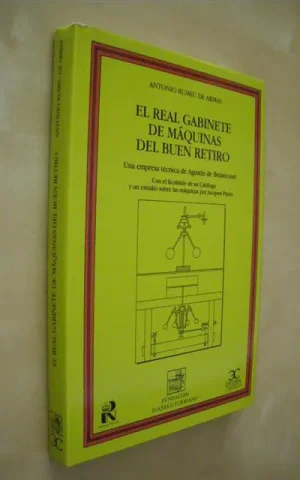 ANTONIO RUMEU DE ARMAS
EL REAL GABINETE
DE MÁQUINAS
DEL BUEN RETIRO
Una empresa técnica de Agustín de Betancourt
Con el facsímile de su Catálogo
y un estudio sobre las máquinas por Jacques Payen
FUNDACIÓN
JUANELO TURRIANO
3C
EL REAL GABINETE DE MÁQUINAS DEL BUEN RETIRO
ANTONIO RUMEU DE ARMAS
R
3C